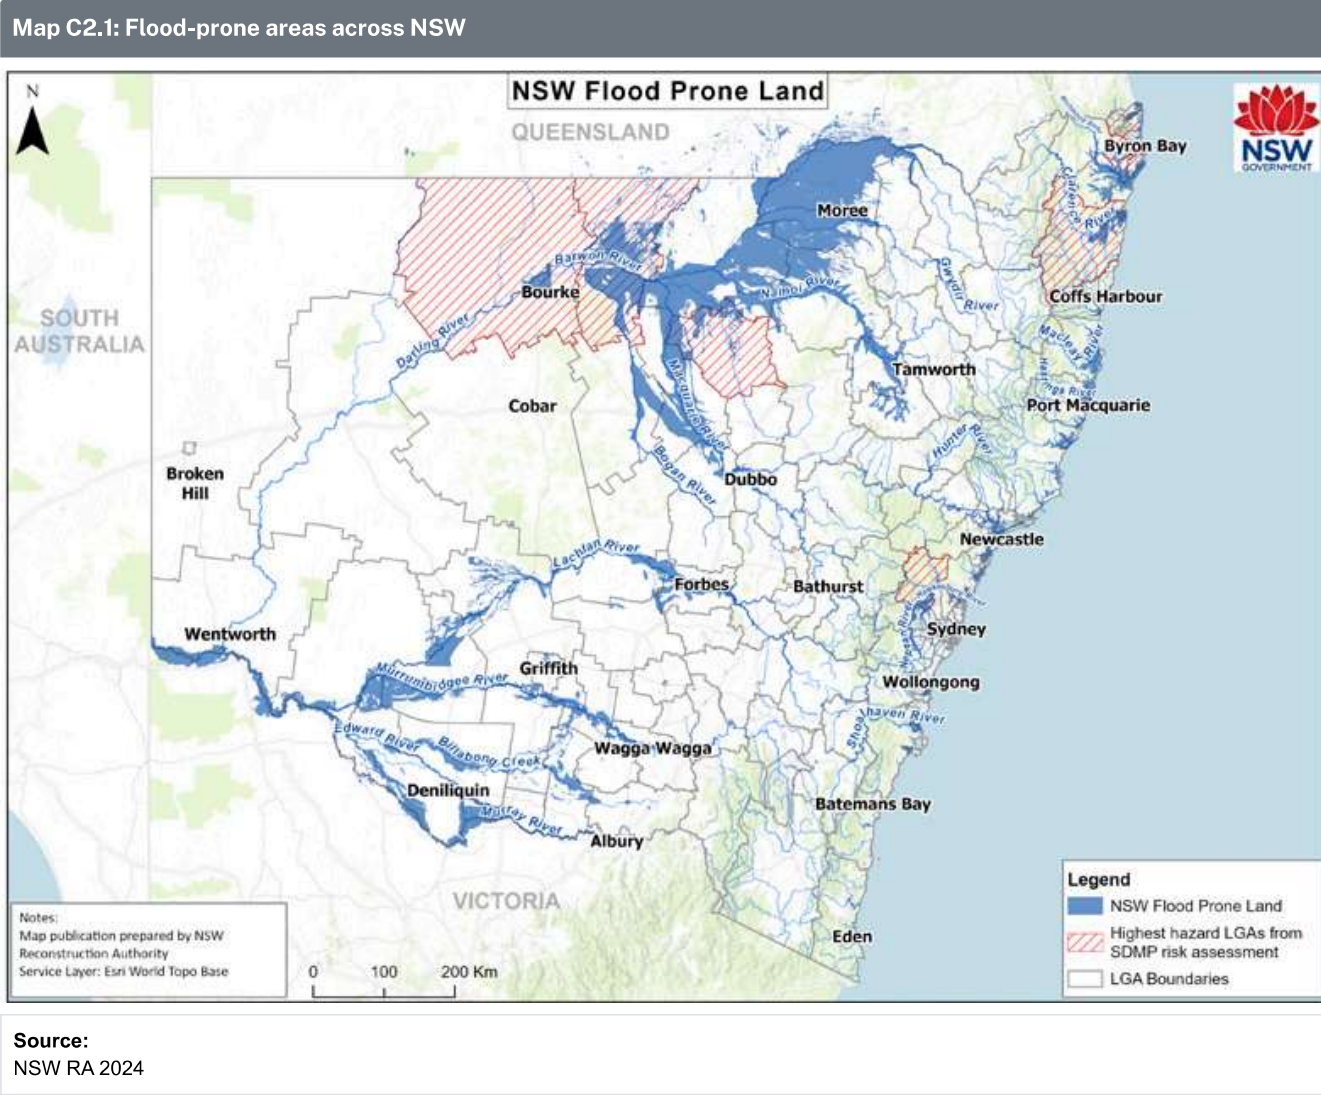 Map C2.1: Flood-prone areas across NSW
N
NSW Flood Prone Land
QUEENSLAND
NSW
GOVERNMENT
Byron Bay
Clarence River
Moree
Barwon River
Bourke
Namoi River
Gwydir River
Coffs Harbour
SOUTH
AUSTRALIA
Darling River
Macleay River
Tamworth
Hastings River
Port Macquarie
Macquarie River
Cobar
Hunter River
Bogan River
Broken
Hill
Dubbo
Newcastle
Lachlan River
Forbes
Bathurst
Wentworth
Sydney
Griffith
Murrumbidgee River
Wollongong
Shoalhaven River
Edward River
Billabong Creek
Wagga Wagga
Deniliquin
Murray River
Batemans Bay
Albury
VICTORIA
Eden
Legend
NSW Flood Prone Land
Highest hazard LGAs from
SDMP risk assessment
LGA Boundaries
Notes:
Map publication prepared by NSW
Reconstruction Authority
Service Layer: Esri World Topo Base
0 100 200 Km
Source:
NSW RA 2024